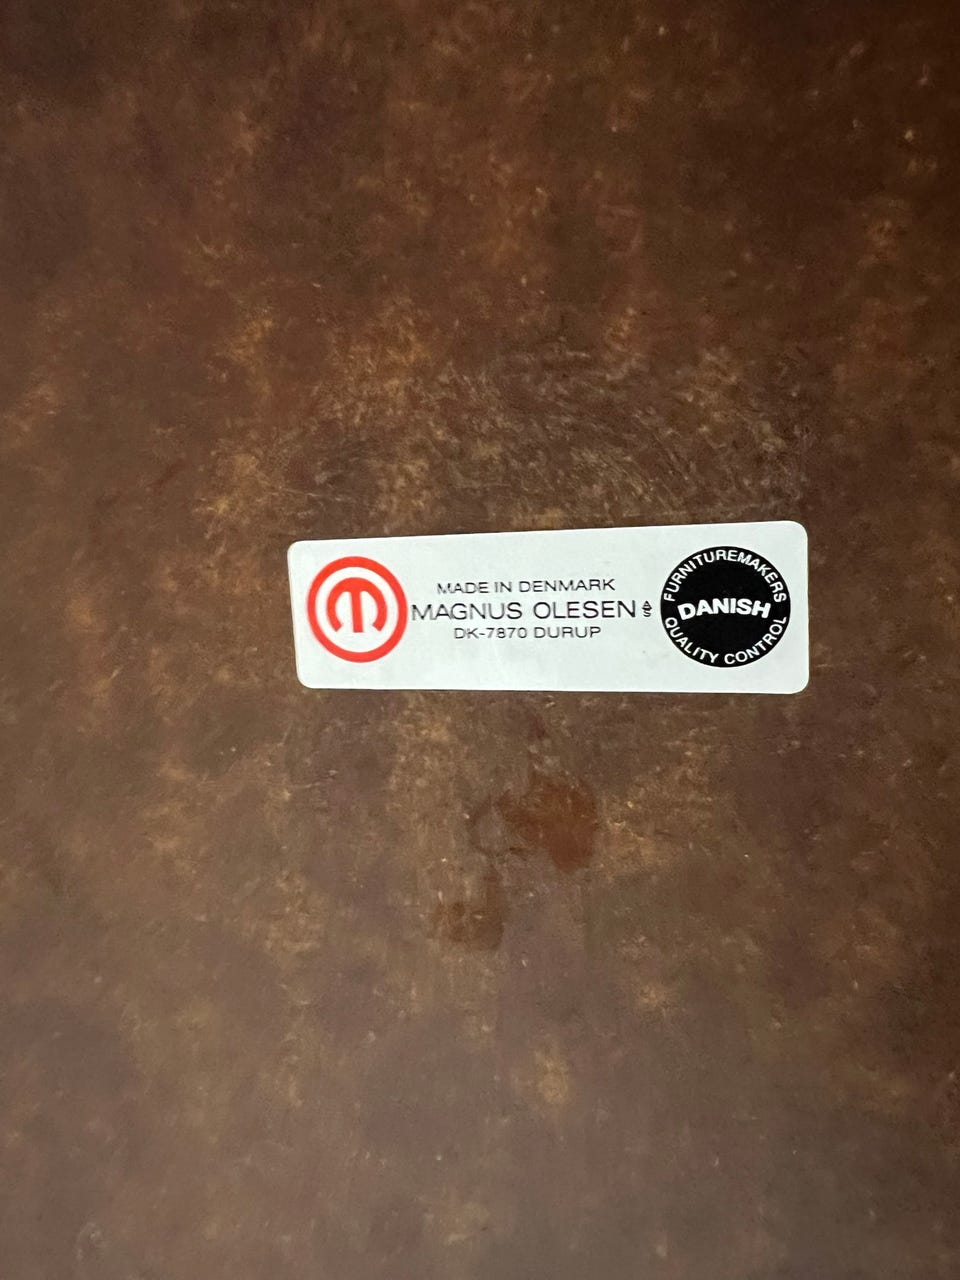 MADE IN DENMARK
MAGNUS OLESEN A/S
DK-7870 DURUP
FURNITUREMAKERS
DANISH
QUALITY CONTROL